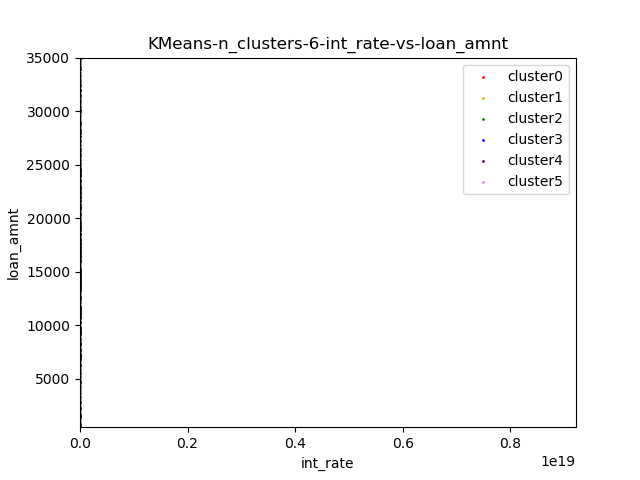 KMeans-n_clusters-6-int_rate-vs-loan_amnt
35000
30000
25000
20000
15000
10000
5000
loan_amnt
cluster0
cluster1
cluster2
cluster3
cluster4
cluster5
0.0
0.2
0.4
0.6
0.8
1e19
int_rate